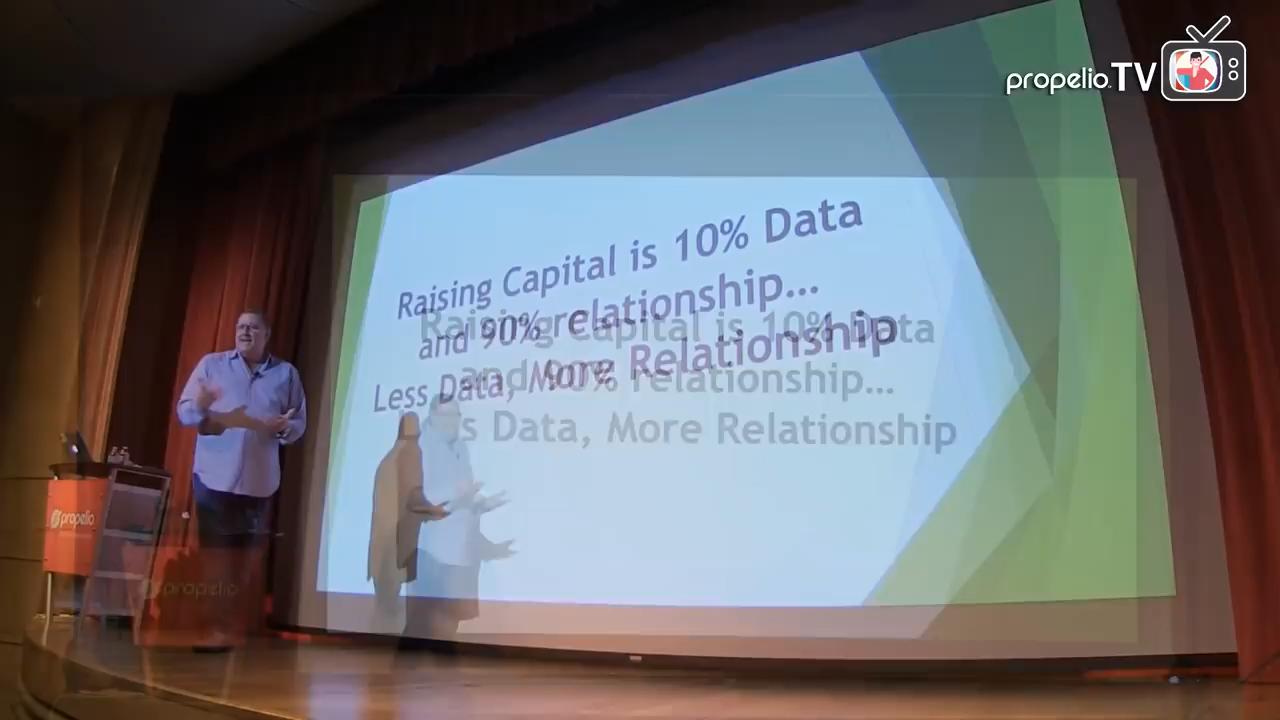 propelio TV
Raising Capital is 10% Data
and 90% relationship...
Less Data, More Relationship
Raising Capital is 10% Data
and 90% relationship...
Less Data, More Relationship
propelio
propelio